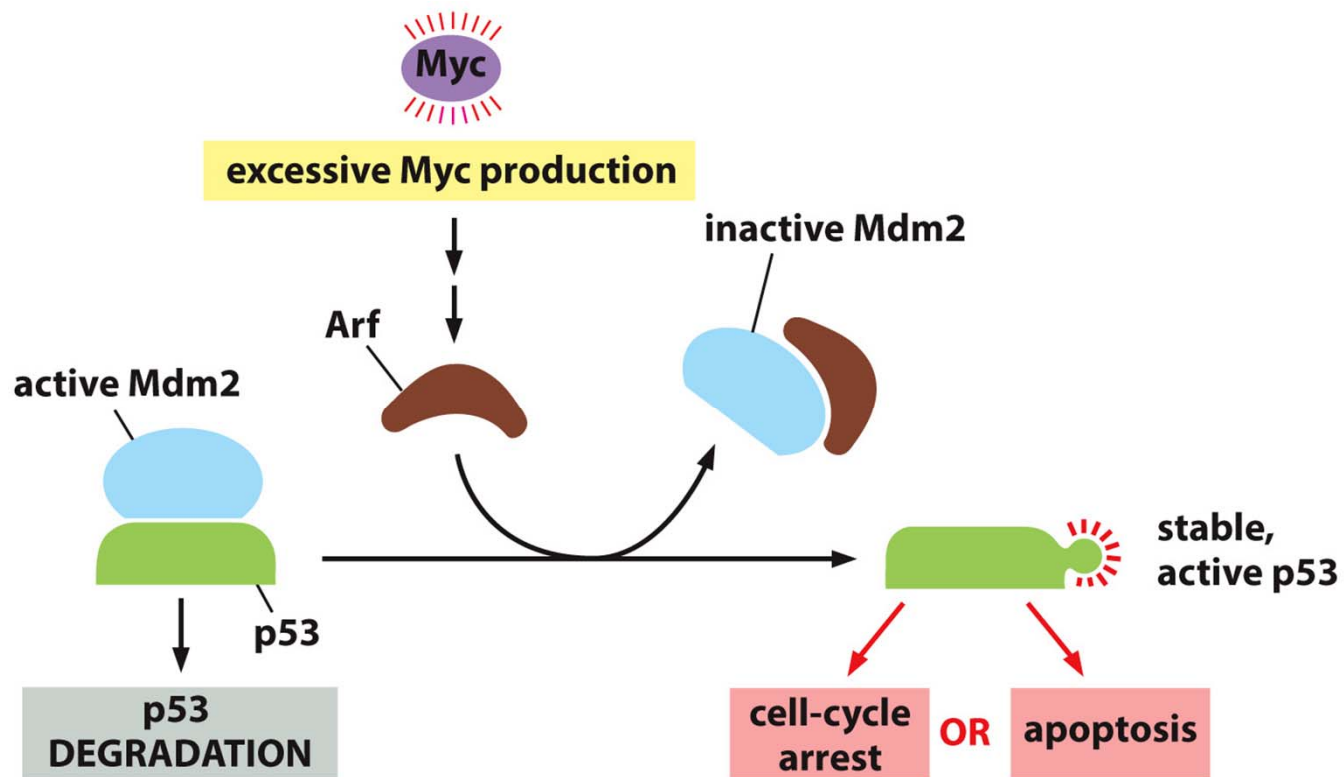 Myc
excessive Myc production
inactive Mdm2
Arf
active Mdm2
stable,
active p53
p53
p53
DEGRADATION
cell-cycle
arrest
OR
apoptosis